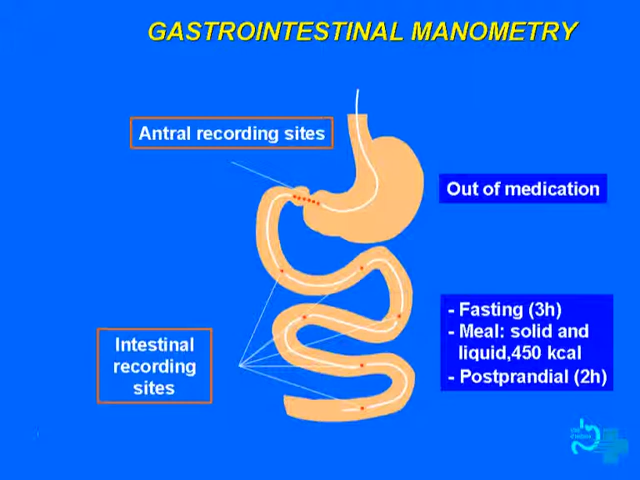 GASTROINTESTINAL MANOMETRY
Antral recording sites
Out of medication
- Fasting (3h)
- Meal: solid and
liquid,450 kcal
- Postprandial (2h)
Intestinal
recording
sites